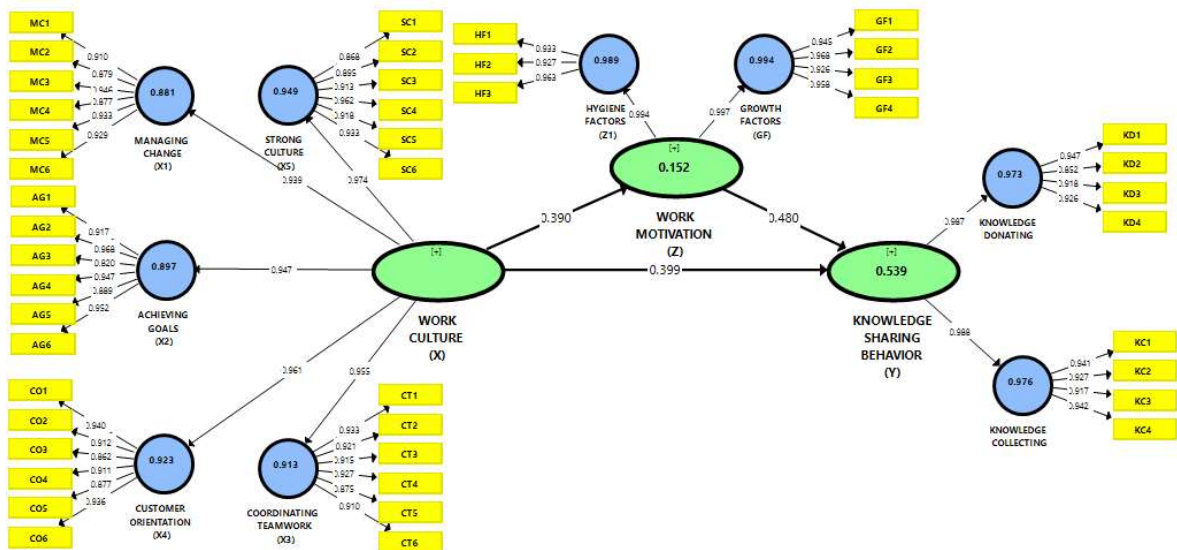 MC1
MC2
MC3
MC4
MC5
MC6
0.910
0.879
0.946
0.877
0.933
0.929
0.881
MANAGING
CHANGE
(X1)
SC1
SC2
SC3
SC4
SC5
SC6
0.868
0.895
0.913
0.962
0.918
0.933
0.949
STRONG
CULTURE
(X5)
HF1
HF2
HF3
0.933
0.927
0.963
0.989
HYGIENE
FACTORS
(Z1)
GF1
GF2
GF3
GF4
0.945
0.968
0.926
0.958
0.994
GROWTH
FACTORS
(GF)
0.994
0.997
[+]
0.152
WORK
MOTIVATION
(Z)
KD1
KD2
KD3
KD4
0.947
0.852
0.918
0.926
0.973
KNOWLEDGE
DONATING
AG1
AG2
AG3
AG4
AG5
AG6
0.917
0.968
0.820
0.947
0.889
0.952
0.897
ACHIEVING
GOALS
(X2)
0.939
0.974
0.947
0.961
0.955
[+]
WORK
CULTURE
(X)
0.390
0.480
0.399
[+]
0.539
KNOWLEDGE
SHARING
BEHAVIOR
(Y)
0.987
0.988
KC1
KC2
KC3
KC4
0.941
0.927
0.917
0.942
0.976
KNOWLEDGE
COLLECTING
CO1
CO2
CO3
CO4
CO5
CO6
0.940
0.912
0.862
0.911
0.877
0.936
0.923
CUSTOMER
ORIENTATION
(X4)
CT1
CT2
CT3
CT4
CT5
CT6
0.933
0.921
0.915
0.927
0.875
0.910
0.913
COORDINATING
TEAMWORK
(X3)